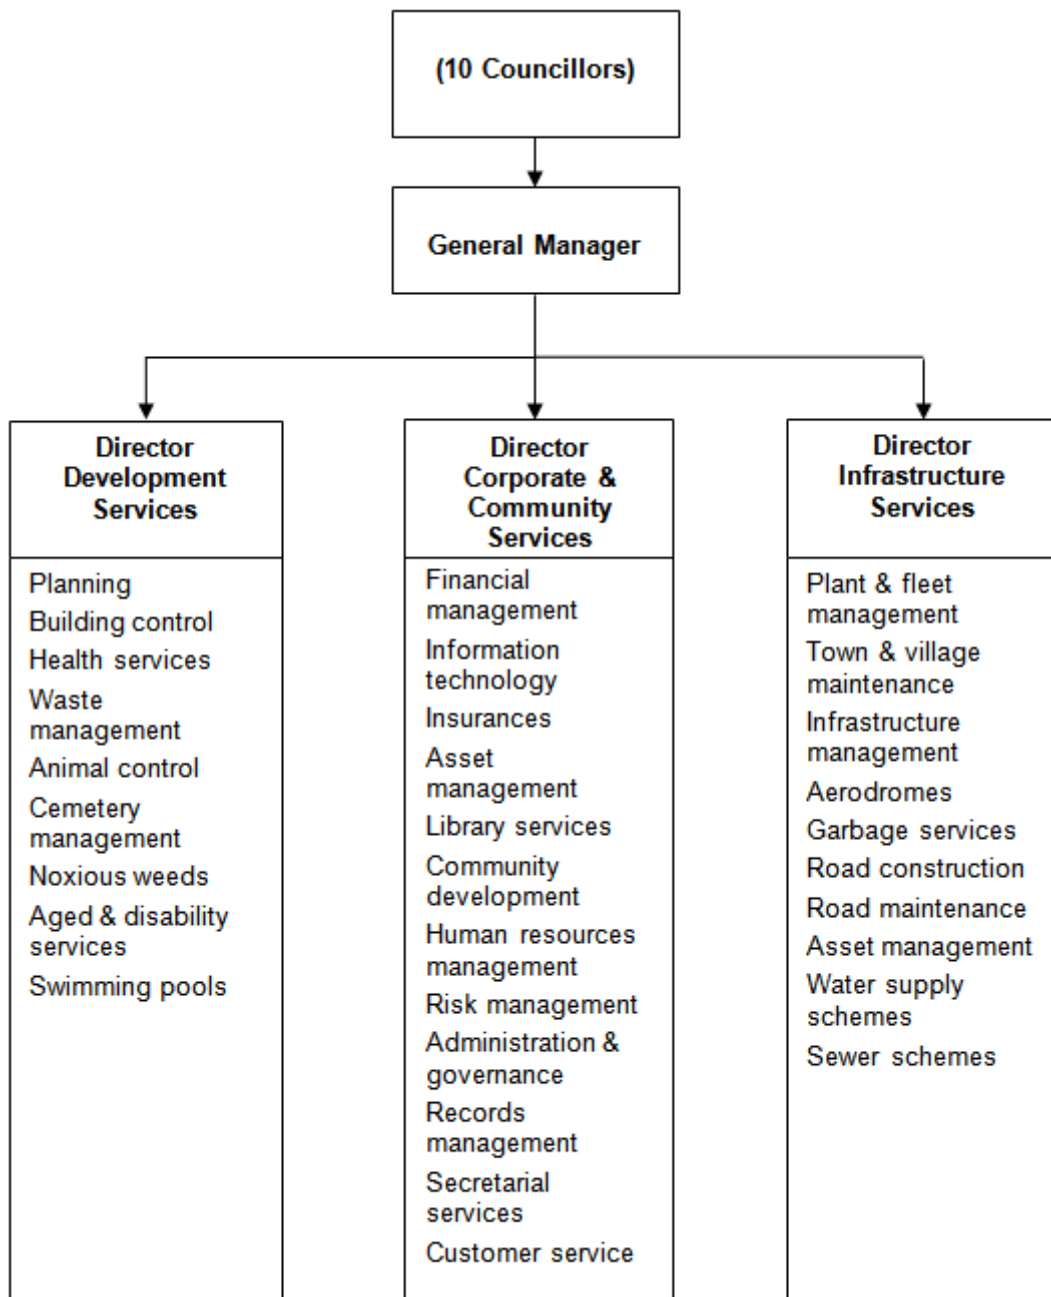 (10 Councillors)
General Manager
Director
Development
Services
Planning
Building control
Health services
Waste
management
Animal control
Cemetery
management
Noxious weeds
Aged & disability
services
Swimming pools
Director
Corporate &
Community
Services
Financial
management
Information
technology
Insurances
Asset
management
Library services
Community
development
Human resources
management
Risk management
Administration &
governance
Records
management
Secretarial
services
Customer service
Director
Infrastructure
Services
Plant & fleet
management
Town & village
maintenance
Infrastructure
management
Aerodromes
Garbage services
Road construction
Road maintenance
Asset management
Water supply
schemes
Sewer schemes